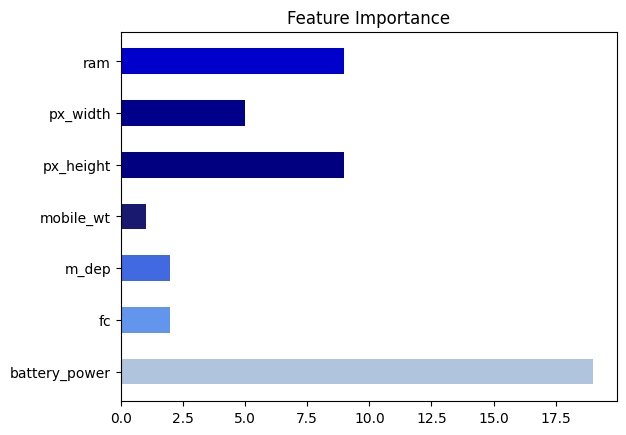 Feature Importance
ram
px_width
px_height
mobile_wt
m_dep
fc
battery_power
0.0 2.5 5.0 7.5 10.0 12.5 15.0 17.5